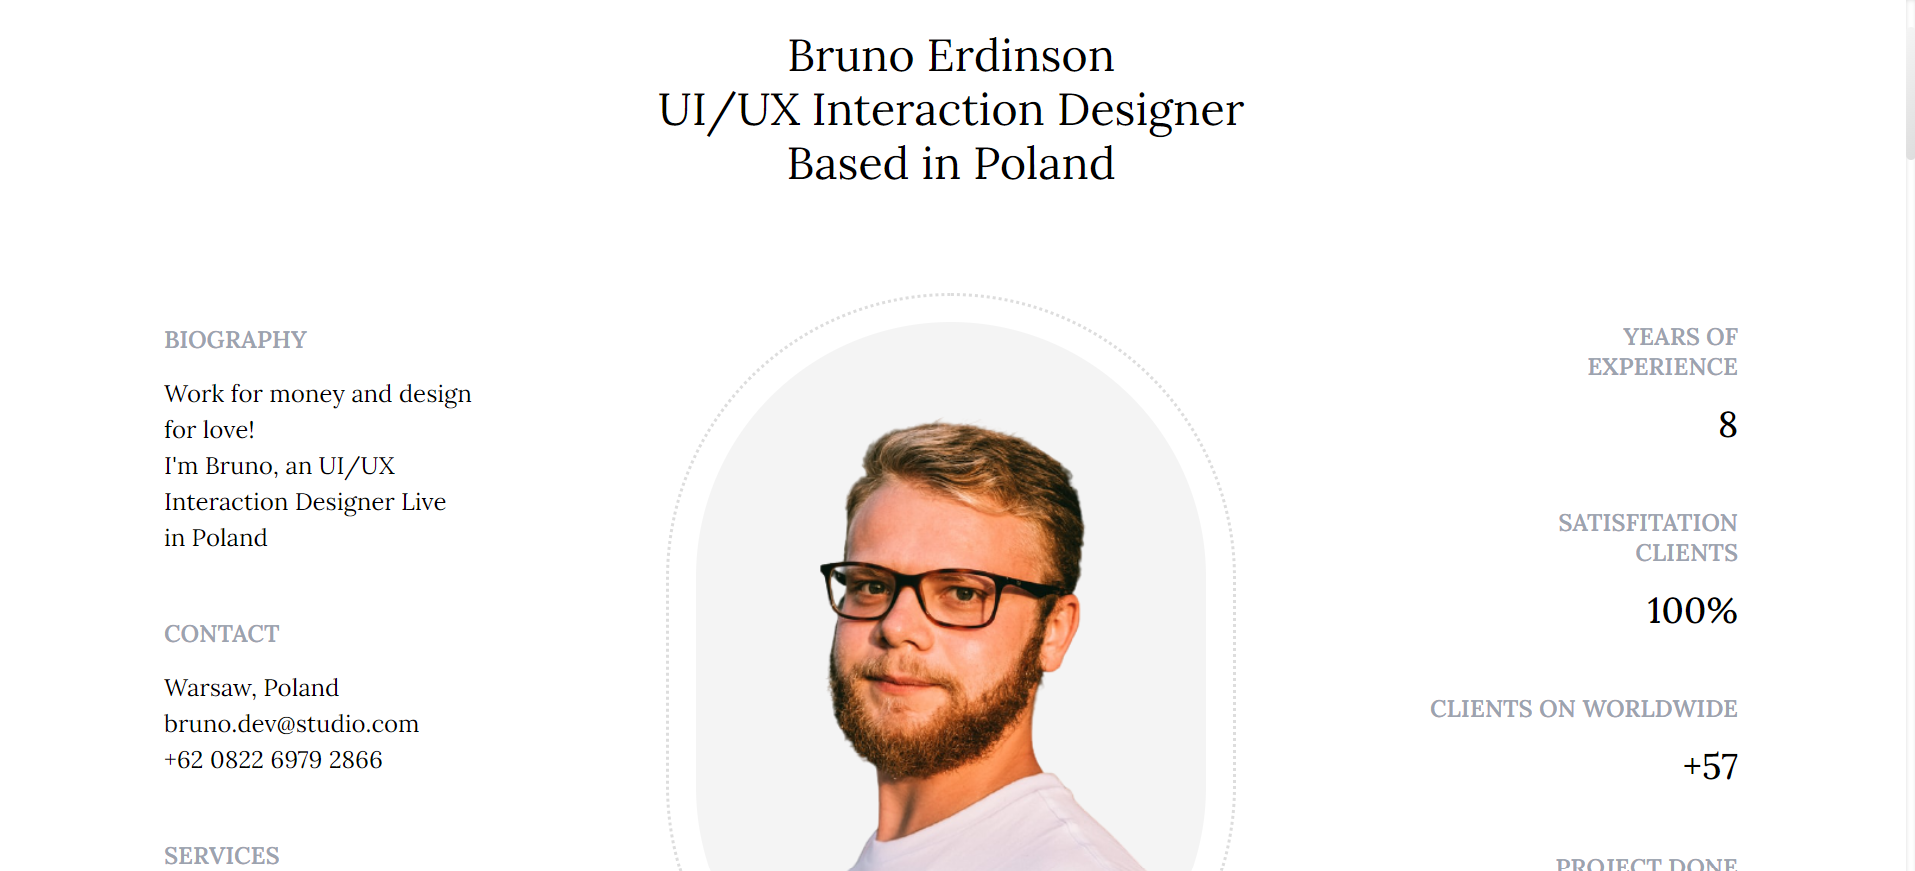 Bruno Erdinson
UI/UX Interaction Designer
Based in Poland
BIOGRAPHY
Work for money and design
for love!
I'm Bruno, an UI/UX
Interaction Designer Live
in Poland
CONTACT
Warsaw, Poland
bruno.dev@studio.com
+62 0822 6979 2866
SERVICES
YEARS OF
EXPERIENCE
8
SATISFITATION
CLIENTS
100%
CLIENTS ON WORLDWIDE
+57
PROJECT DONE